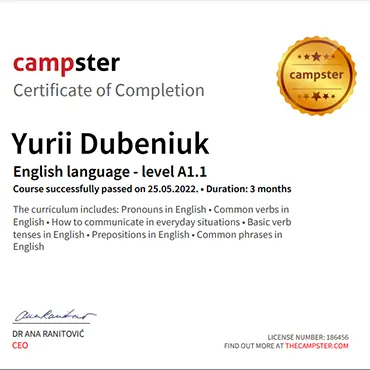 campster
Certificate of Completion
campster
Yurii Dubeniuk
English language - level A1.1
Course successfully passed on 25.05.2022. • Duration: 3 months
The curriculum includes: Pronouns in English • Common verbs in
English • How to communicate in everyday situations • Basic verb
tenses in English • Prepositions in English • Common phrases in
English
Ana Ranitović
DR ANA RANITOVIĆ
CEO
LICENSE NUMBER: 186456
FIND OUT MORE AT THECAMPSTER.COM